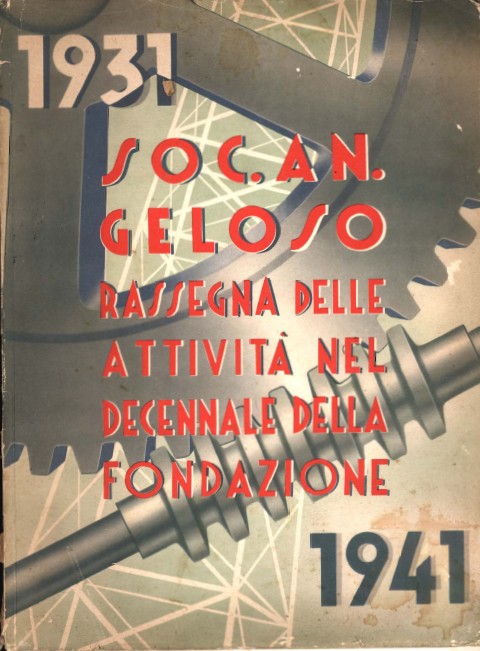 1931
SOC. AN.
GELOSO
RASSEGNA DELLE
ATTIVITÀ NEL
DECENNALE DELLA
FONDAZIONE
1941